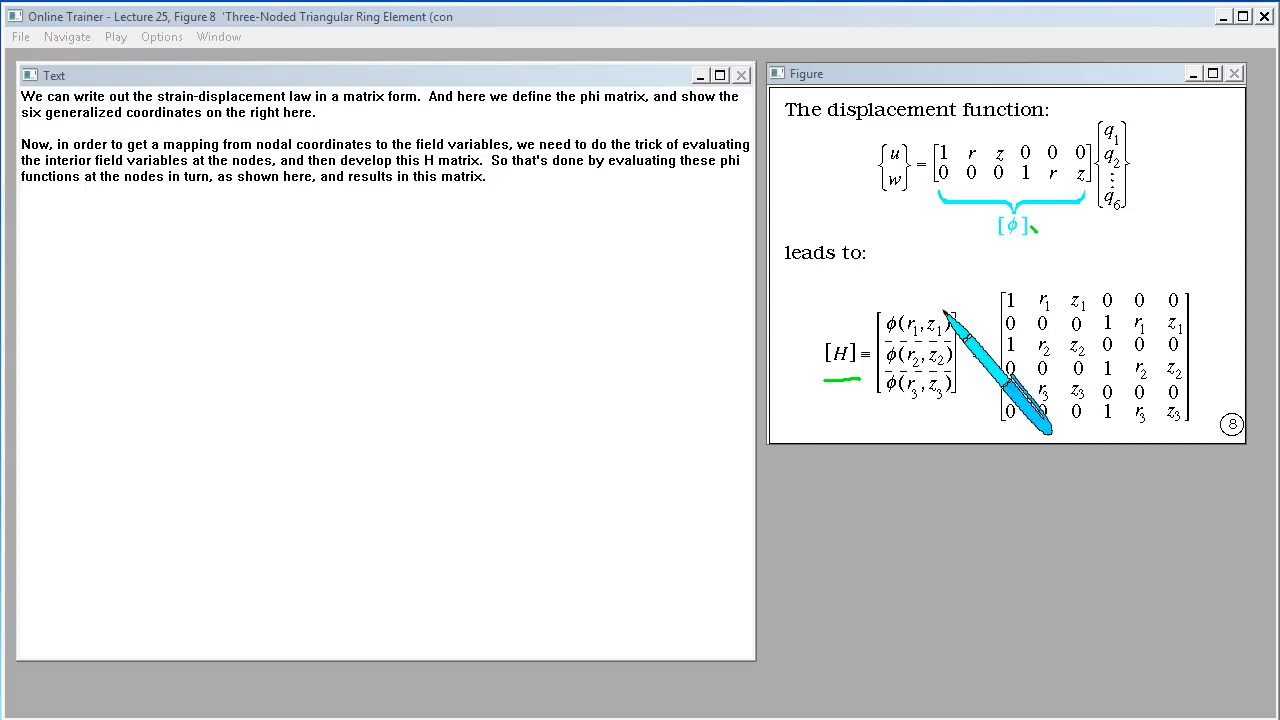 Online Trainer - Lecture 25, Figure 8 'Three-Noded Triangular Ring Element (con
File Navigate Play Options Window
Text
We can write out the strain-displacement law in a matrix form. And here we define the phi matrix, and show the
six generalized coordinates on the right here.
Now, in order to get a mapping from nodal coordinates to the field variables, we need to do the trick of evaluating
the interior field variables at the nodes, and then develop this H matrix. So that's done by evaluating these phi
functions at the nodes in turn, as shown here, and results in this matrix.
Figure
The displacement function:
{u w} = [1 r z 0 0 0
0 0 0 1 r z] {q1 q2 ⋮ q6}
[ϕ]
leads to:
[H] ≡ [ϕ(r1,z1)
ϕ(r2,z2)
ϕ(r3,z3)]
[1 r1 z1 0 0 0
0 0 0 1 r1 z1
1 r2 z2 0 0 0
0 0 0 1 r2 z2
r3 z3 0 0 0
0 0 0 1 r3 z3]
8